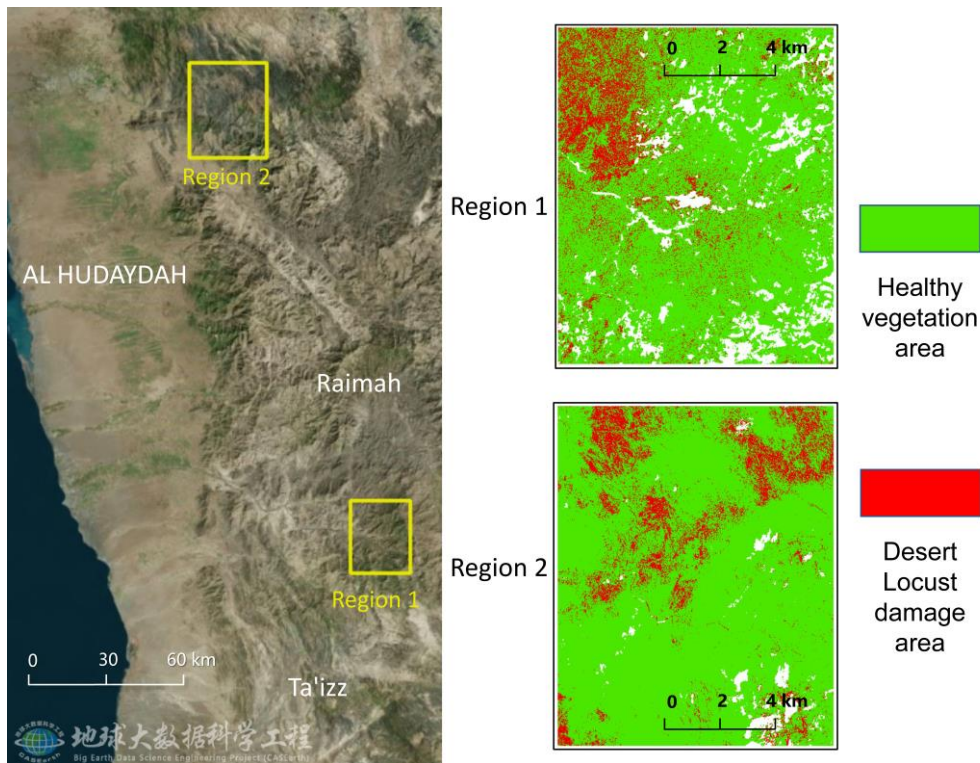 Region 2
AL HUDAYDAH
Raimah
Region 1
0 30 60 km
Ta'izz
地球大数据科学工程
Big Earth Data Science Engineering Project (CASEarth)
Region 1
0 2 4 km
Region 2
0 2 4 km
Healthy
vegetation
area
Desert
Locust
damage
area